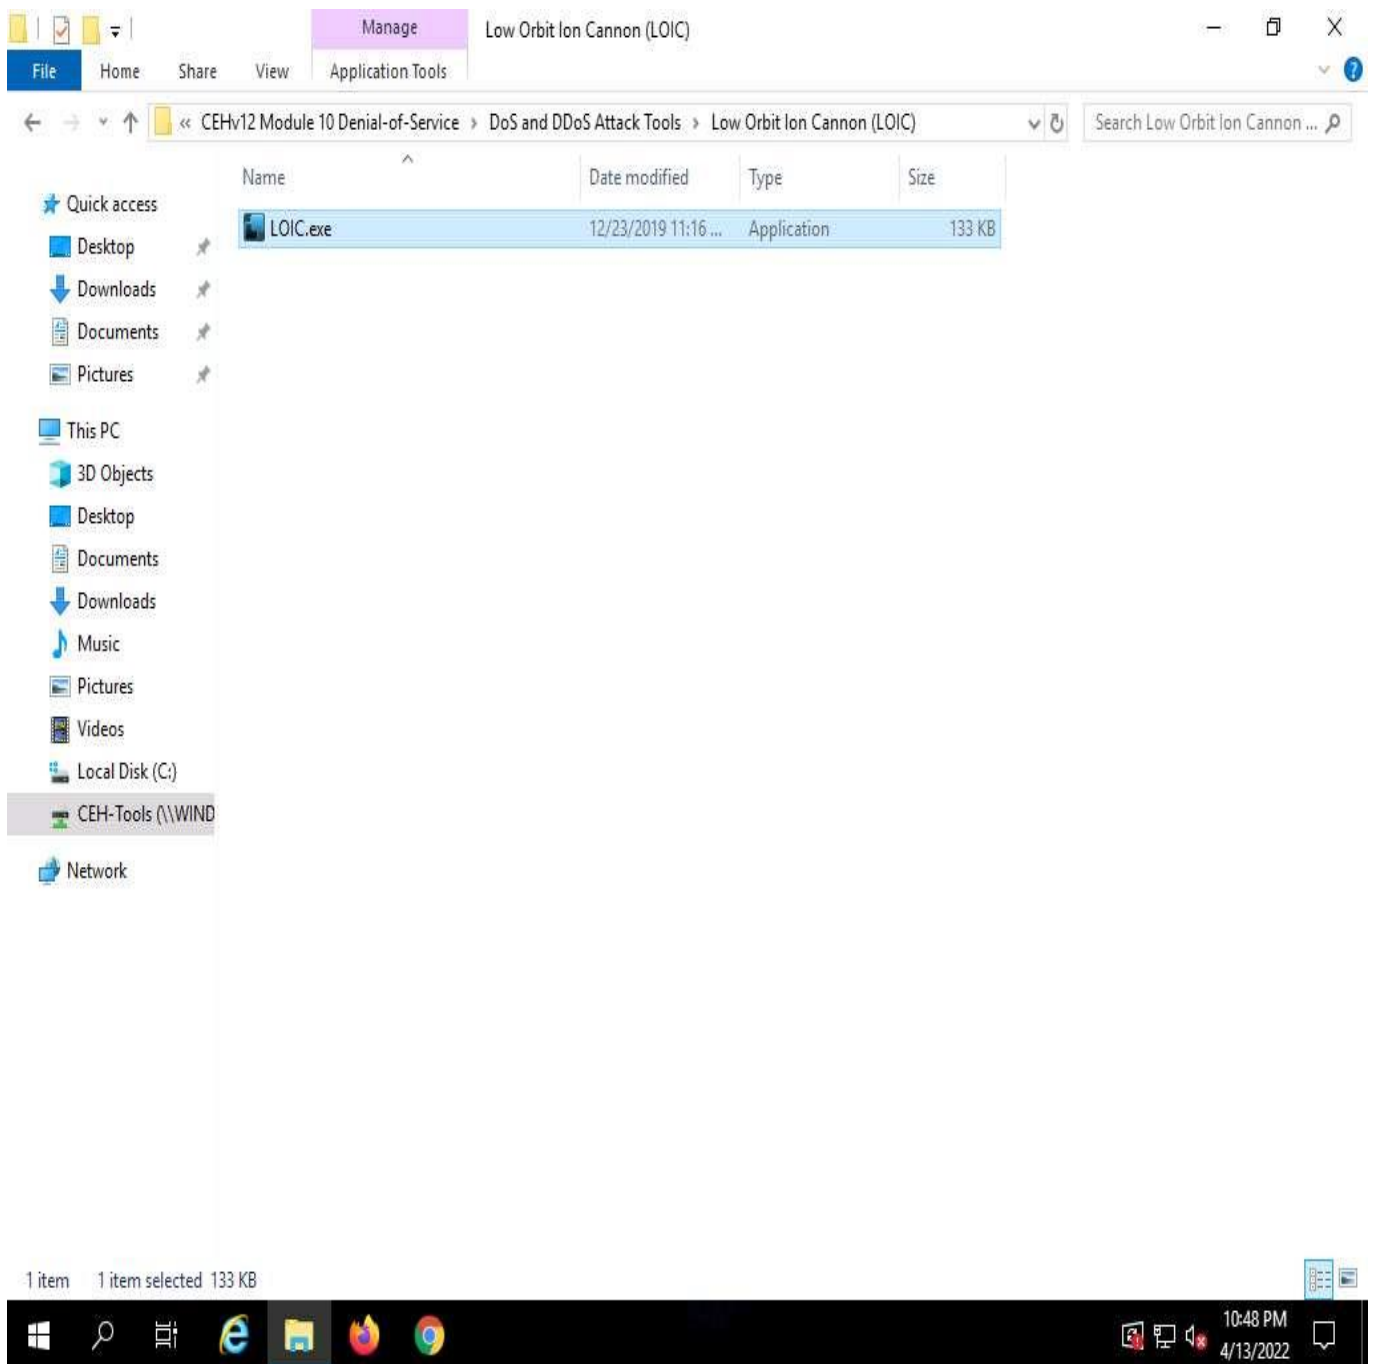 Manage
Low Orbit Ion Cannon (LOIC)
File Home Share View Application Tools
« CEHv12 Module 10 Denial-of-Service › DoS and DDoS Attack Tools › Low Orbit Ion Cannon (LOIC)
Search Low Orbit Ion Cannon ...
Name Date modified Type Size
LOIC.exe 12/23/2019 11:16 ... Application 133 KB
Quick access
Desktop
Downloads
Documents
Pictures
This PC
3D Objects
Desktop
Documents
Downloads
Music
Pictures
Videos
Local Disk (C:)
CEH-Tools (\\WIND
Network
1 item 1 item selected 133 KB
10:48 PM
4/13/2022